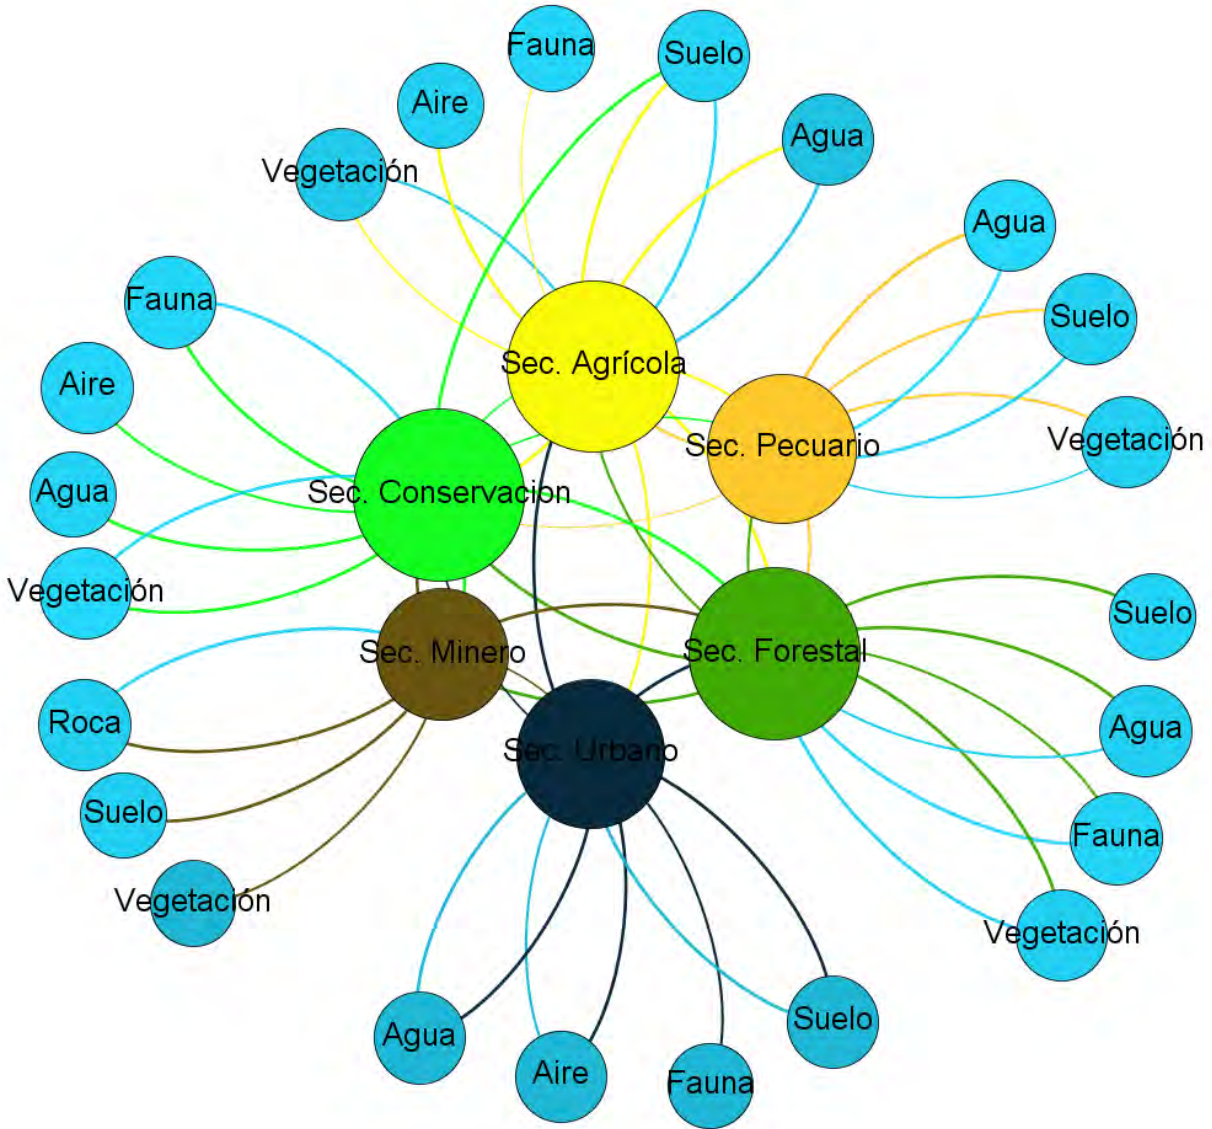 Fauna
Suelo
Aire
Agua
Vegetación
Agua
Fauna
Suelo
Sec. Agrícola
Aire
Sec. Pecuario
Vegetación
Agua
Sec. Conservacion
Vegetación
Suelo
Sec. Minero
Sec. Forestal
Roca
Agua
Sec. Urbano
Suelo
Fauna
Vegetación
Vegetación
Suelo
Agua
Aire
Fauna